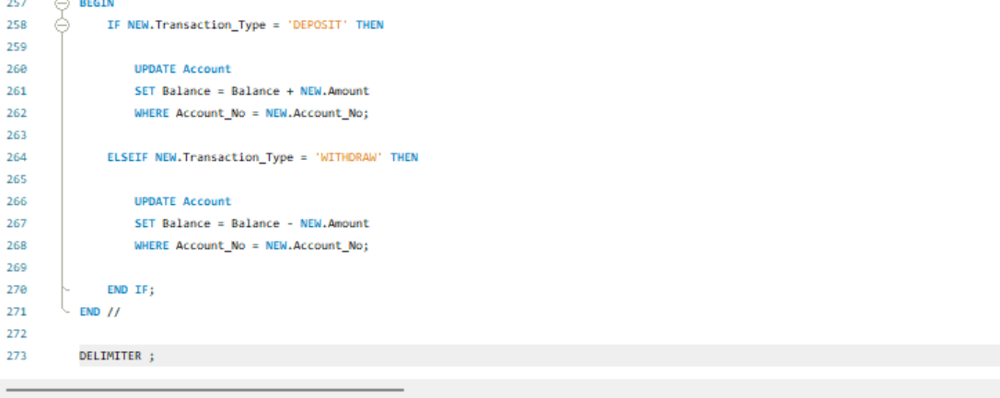 257 BEGIN
258 IF NEW.Transaction_Type = 'DEPOSIT' THEN
259
260 UPDATE Account
261 SET Balance = Balance + NEW.Amount
262 WHERE Account_No = NEW.Account_No;
263
264 ELSEIF NEW.Transaction_Type = 'WITHDRAW' THEN
265
266 UPDATE Account
267 SET Balance = Balance - NEW.Amount
268 WHERE Account_No = NEW.Account_No;
269
270 END IF;
271 END //
272
273 DELIMITER ;